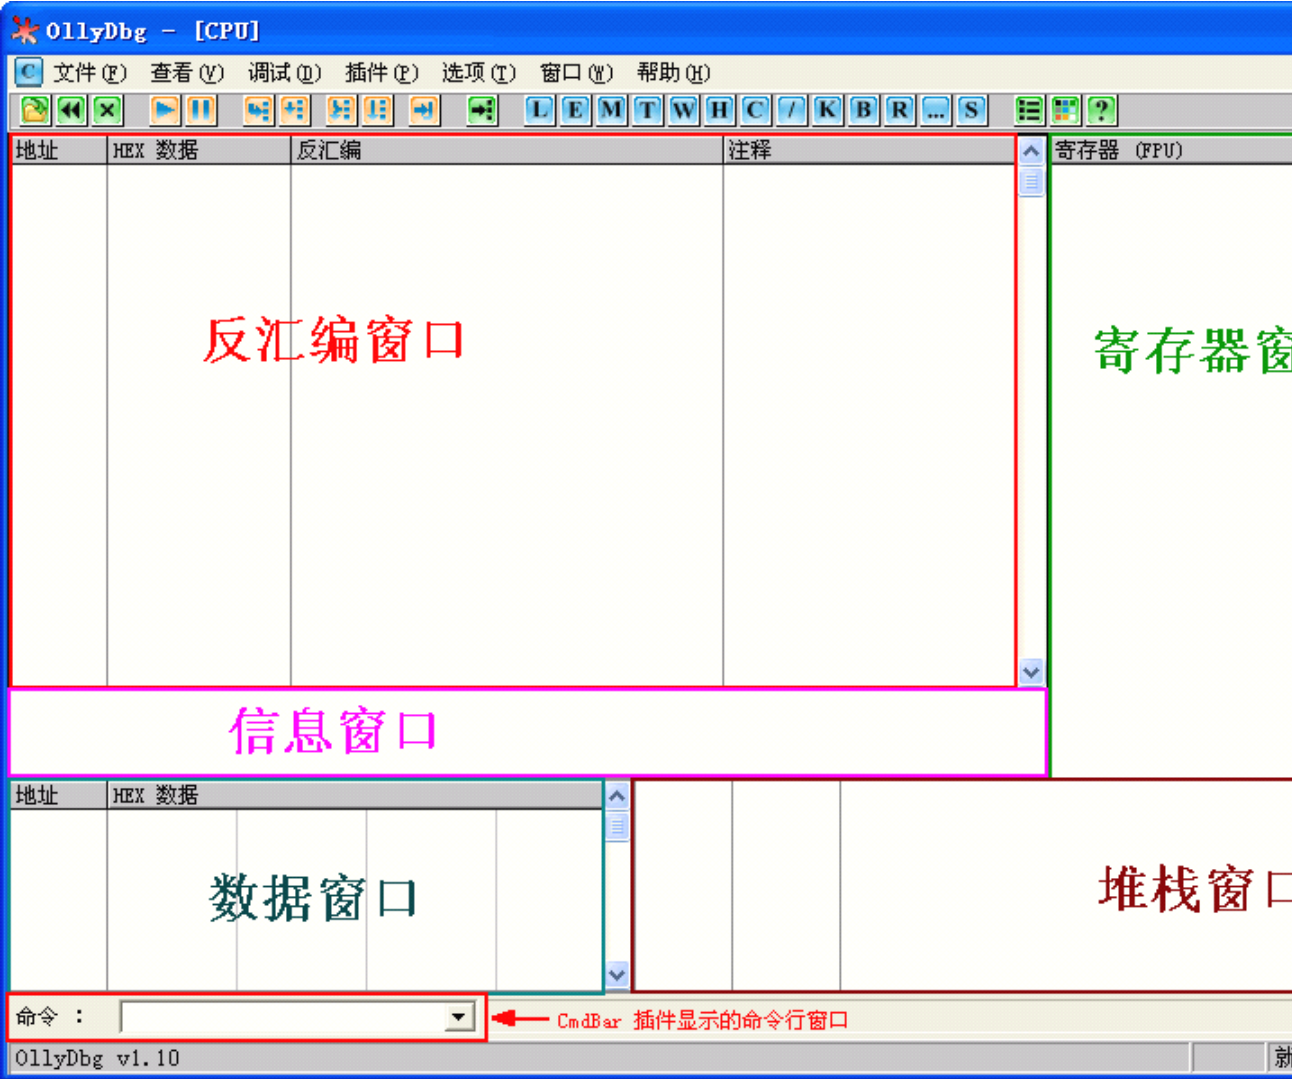 OllyDbg - [CPU]
C 文件(F) 查看(V) 调试(D) 插件(P) 选项(T) 窗口(W) 帮助(H)
L E M T W H C / K B R ... S ?
地址 HEX 数据 反汇编 注释 寄存器 (FPU)
反汇编窗口
寄存器窗
信息窗口
地址 HEX 数据
数据窗口
堆栈窗口
命令 :
CmdBar 插件显示的命令行窗口
OllyDbg v1.10